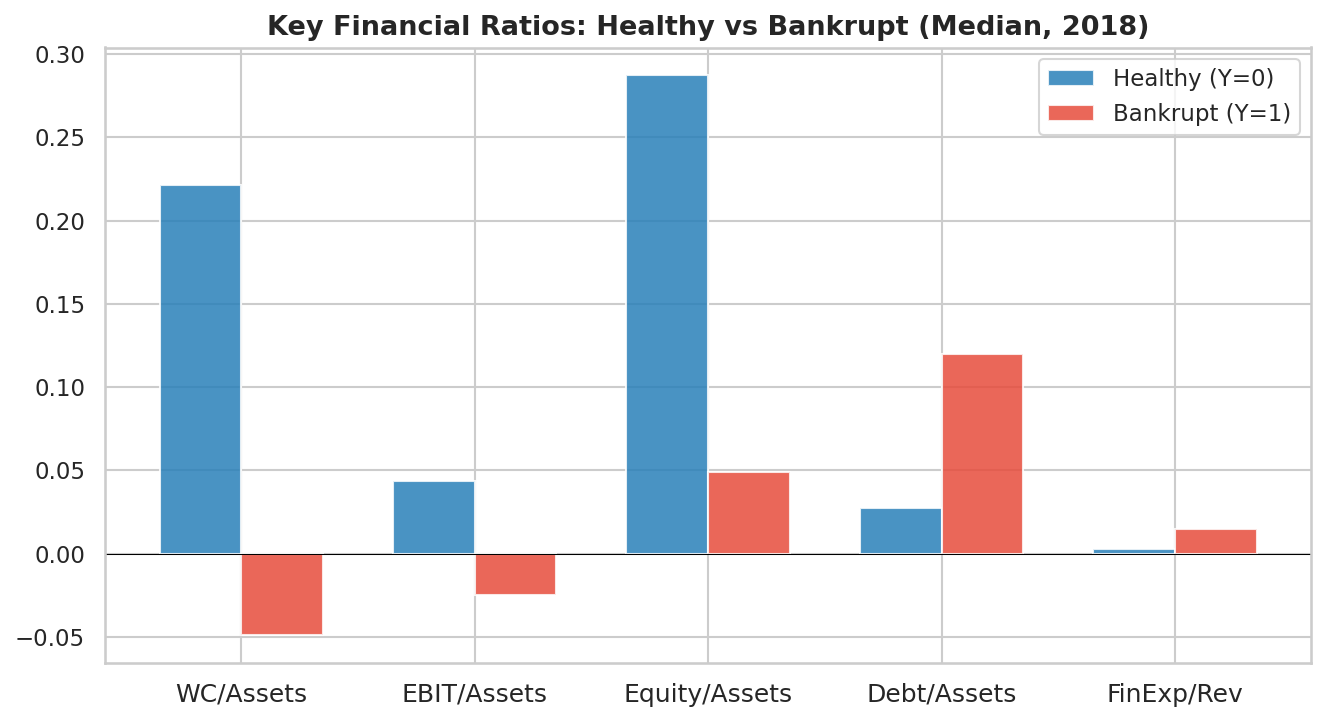 Key Financial Ratios: Healthy vs Bankrupt (Median, 2018)
Healthy (Y=0)
Bankrupt (Y=1)
0.30
0.25
0.20
0.15
0.10
0.05
0.00
−0.05
WC/Assets EBIT/Assets Equity/Assets Debt/Assets FinExp/Rev